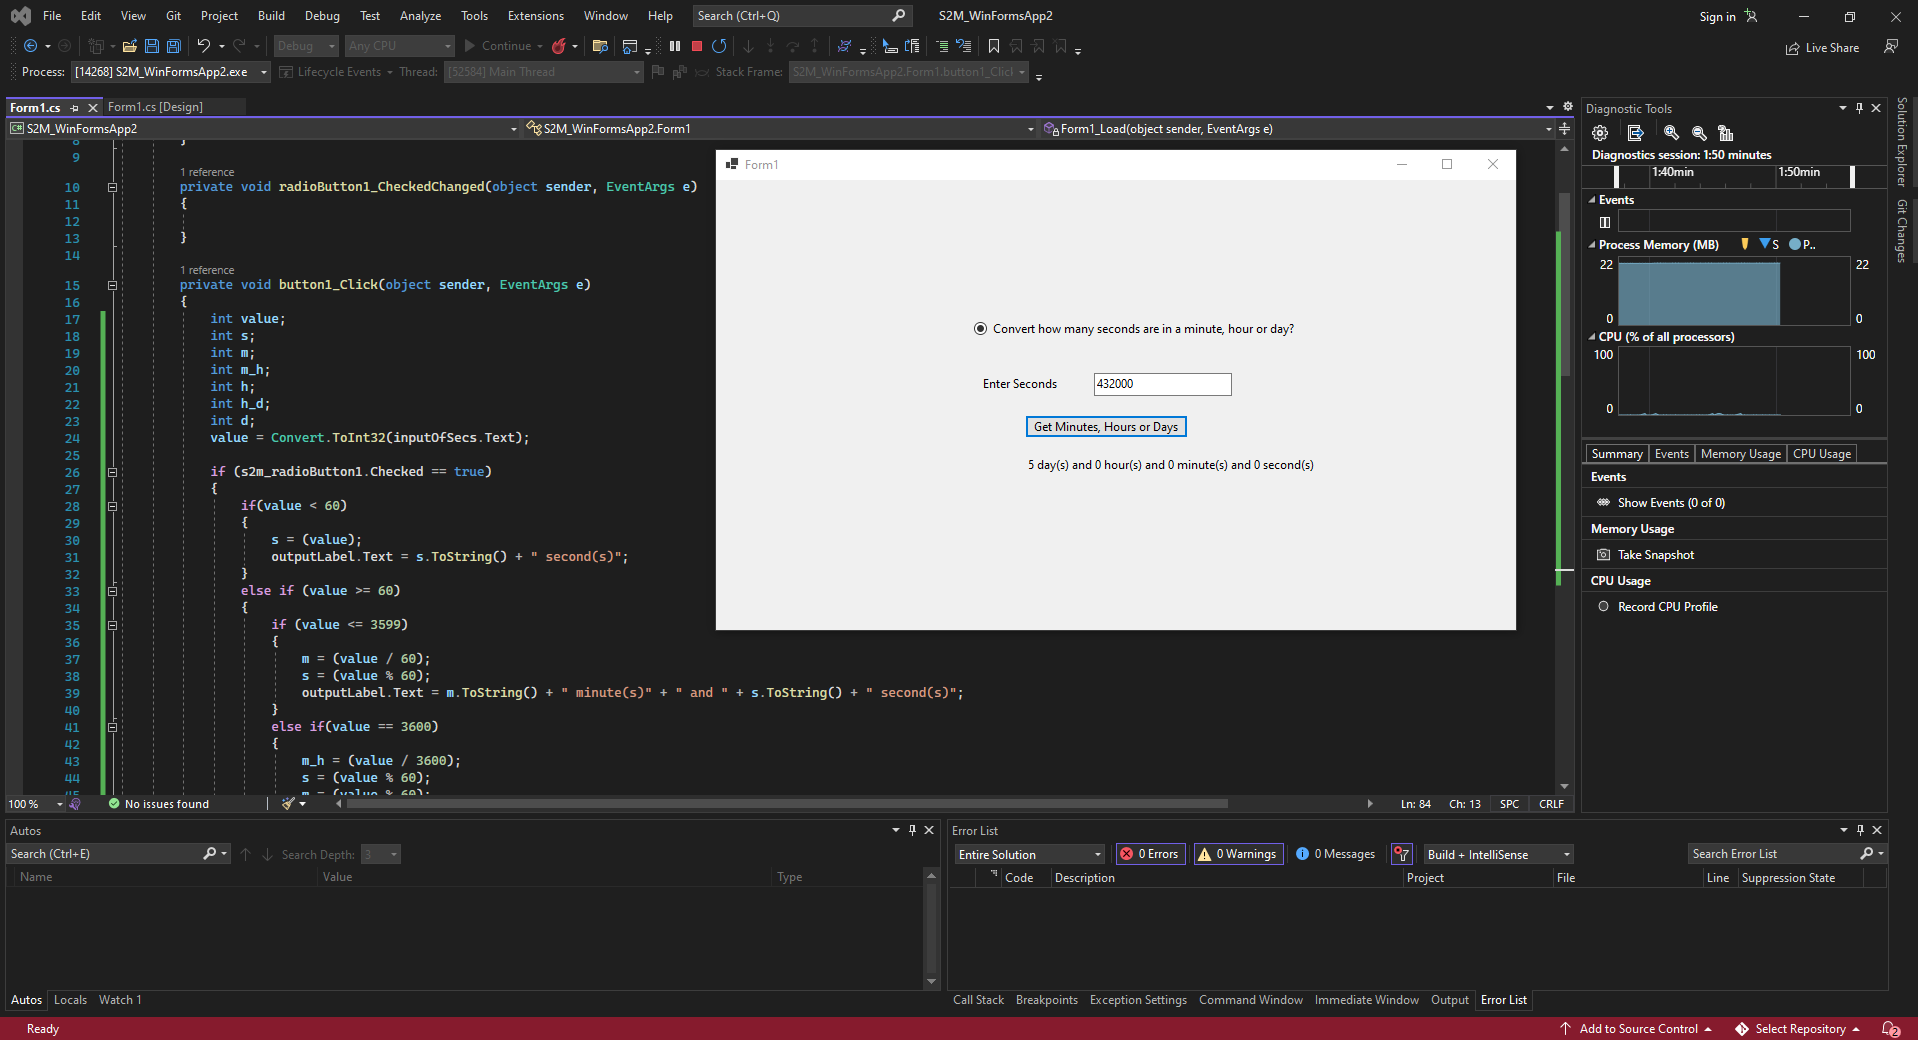 File Edit View Git Project Build Debug Test Analyze Tools Extensions Window Help Search (Ctrl+Q) S2M_WinFormsApp2 Sign in
Debug Any CPU Continue Live Share
Process: [14268] S2M_WinFormsApp2.exe Lifecycle Events Thread: [52584] Main Thread Stack Frame: S2M_WinFormsApp2.Form1.button1_Click
Form1.cs Form1.cs [Design]
C# S2M_WinFormsApp2 S2M_WinFormsApp2.Form1 Form1_Load(object sender, EventArgs e)
8 }
9
1 reference
10 private void radioButton1_CheckedChanged(object sender, EventArgs e)
11 {
12
13 }
14
1 reference
15 private void button1_Click(object sender, EventArgs e)
16 {
17 int value;
18 int s;
19 int m;
20 int m_h;
21 int h;
22 int h_d;
23 int d;
24 value = Convert.ToInt32(inputOfSecs.Text);
25
26 if (s2m_radioButton1.Checked == true)
27 {
28 if(value < 60)
29 {
30 s = (value);
31 outputLabel.Text = s.ToString() + " second(s)";
32 }
33 else if (value >= 60)
34 {
35 if (value <= 3599)
36 {
37 m = (value / 60);
38 s = (value % 60);
39 outputLabel.Text = m.ToString() + " minute(s)" + " and " + s.ToString() + " second(s)";
40 }
41 else if(value == 3600)
42 {
43 m_h = (value / 3600);
44 s = (value % 60);
45 m = (value % 60);
100 % No issues found Ln: 84 Ch: 13 SPC CRLF
Form1
Convert how many seconds are in a minute, hour or day?
Enter Seconds 432000
Get Minutes, Hours or Days
5 day(s) and 0 hour(s) and 0 minute(s) and 0 second(s)
Diagnostic Tools
Diagnostics session: 1:50 minutes
1:40min 1:50min
Events
Process Memory (MB) S P..
22 22
0 0
CPU (% of all processors)
100 100
0 0
Summary Events Memory Usage CPU Usage
Events
Show Events (0 of 0)
Memory Usage
Take Snapshot
CPU Usage
Record CPU Profile
Solution Explorer
Git Changes
Autos
Search (Ctrl+E) Search Depth: 3
Name Value Type
Autos Locals Watch 1
Error List
Entire Solution 0 Errors 0 Warnings 0 Messages Build + IntelliSense Search Error List
Code Description Project File Line Suppression State
Call Stack Breakpoints Exception Settings Command Window Immediate Window Output Error List
Ready Add to Source Control Select Repository 2